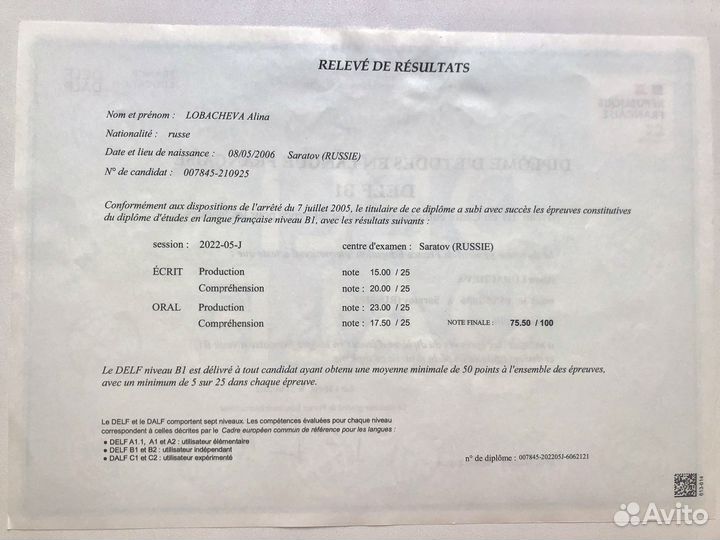 RELEVÉ DE RÉSULTATS
Nom et prénom : LOBACHEVA Alina
Nationalité : russe
Date et lieu de naissance : 08/05/2006 Saratov (RUSSIE)
N° de candidat : 007845-210925
Conformément aux dispositions de l'arrêté du 7 juillet 2005, le titulaire de ce diplôme a subi avec succès les épreuves constitutives
du diplôme d'études en langue française niveau B1, avec les résultats suivants :
session : 2022-05-J centre d'examen : Saratov (RUSSIE)
ÉCRIT Production note 15.00 / 25
Compréhension note : 20.00 / 25
ORAL Production note : 23.00 / 25
Compréhension note : 17.50 / 25 NOTE FINALE : 75.50 / 100
Le DELF niveau B1 est délivré à tout candidat ayant obtenu une moyenne minimale de 50 points à l'ensemble des épreuves,
avec un minimum de 5 sur 25 dans chaque épreuve.
Le DELF et le DALF comportent sept niveaux. Les compétences évaluées pour chaque niveau
correspondent à celles décrites par le Cadre européen commun de référence pour les langues :
• DELF A1.1, A1 et A2 : utilisateur élémentaire
• DELF B1 et B2 : utilisateur indépendant
• DALF C1 et C2 : utilisateur expérimenté
n° de diplôme : 007845-202205J-6062121
013-014
Avito